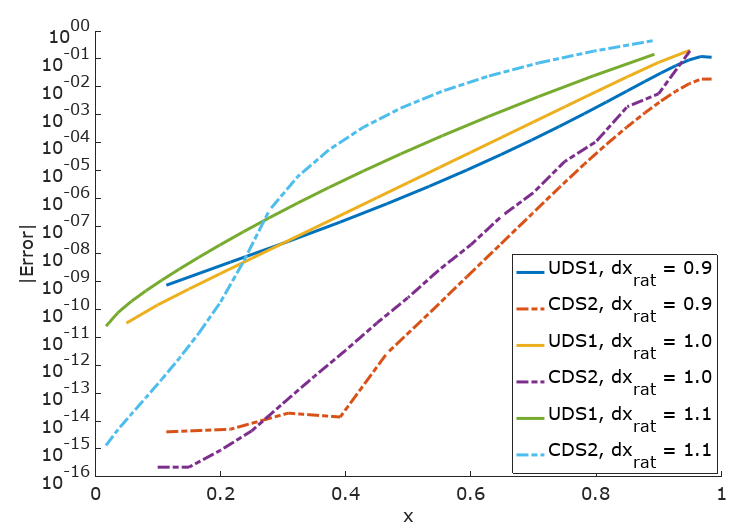 10^00
10^-01
10^-02
10^-03
10^-04
10^-05
10^-06
10^-07
10^-08
10^-09
10^-10
10^-11
10^-12
10^-13
10^-14
10^-15
10^-16
|Error|
UDS1, dx_rat = 0.9
CDS2, dx_rat = 0.9
UDS1, dx_rat = 1.0
CDS2, dx_rat = 1.0
UDS1, dx_rat = 1.1
CDS2, dx_rat = 1.1
0 0.2 0.4 0.6 0.8 1
x